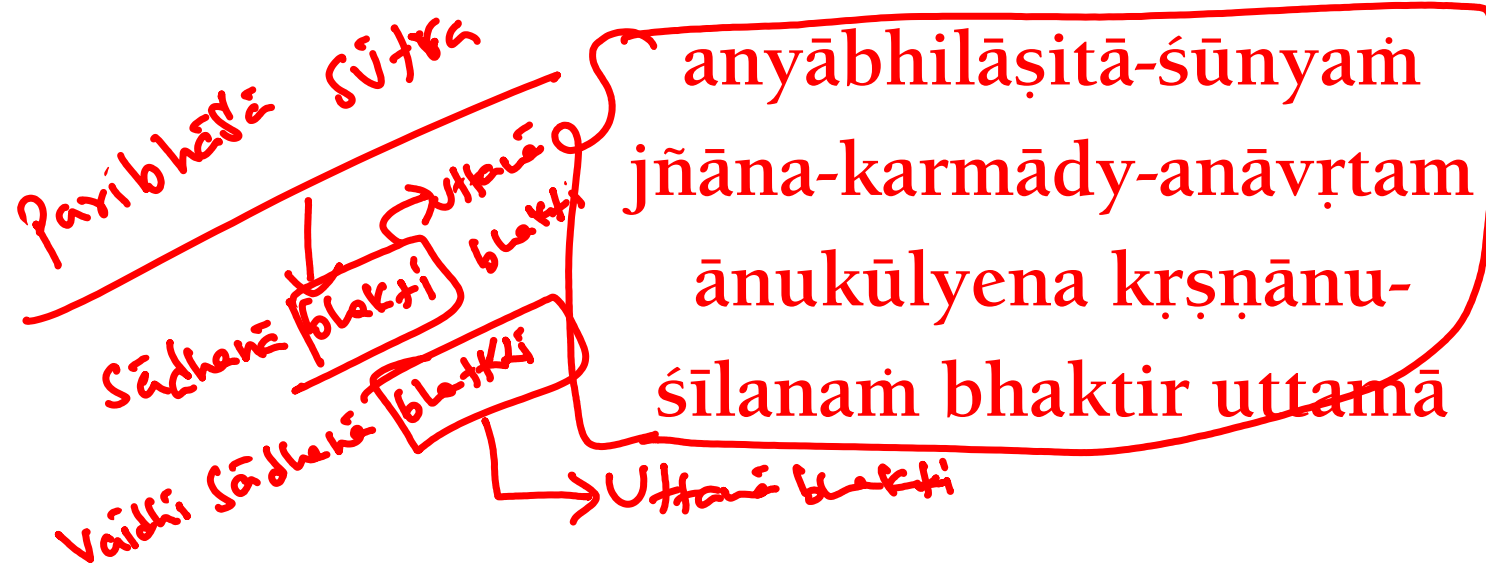 Paribhāṣā sūtra
Uttamā
bhakti
Sādhanā bhakti
Vaidhi Sādhanā bhatkti
Uttamā bhakti
anyābhilāṣitā-śūnyaṁ
jñāna-karmādy-anāvṛtam
ānukūlyena kṛṣṇānu-
śīlanaṁ bhaktir uttamā